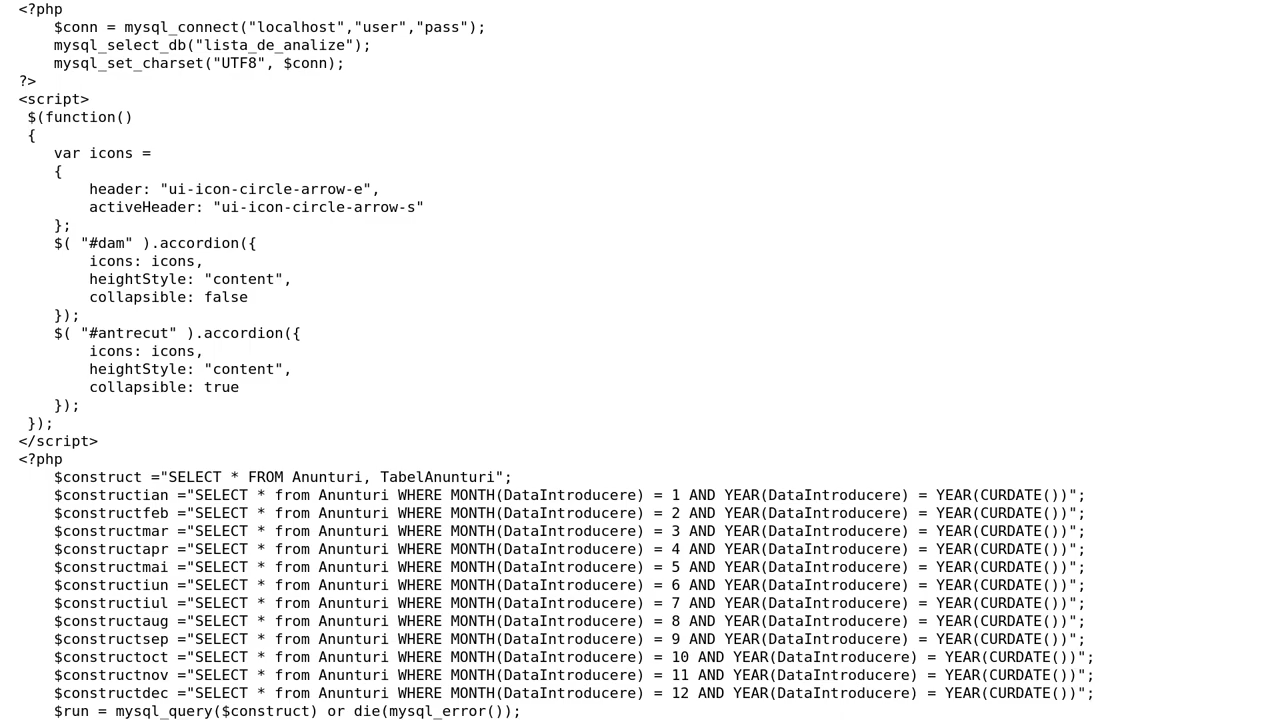 <?php
    $conn = mysql_connect("localhost","user","pass");
    mysql_select_db("lista_de_analize");
    mysql_set_charset("UTF8", $conn);
?>
<script>
 $(function()
 {
    var icons =
    {
        header: "ui-icon-circle-arrow-e",
        activeHeader: "ui-icon-circle-arrow-s"
    };
    $( "#dam" ).accordion({
        icons: icons,
        heightStyle: "content",
        collapsible: false
    });
    $( "#antrecut" ).accordion({
        icons: icons,
        heightStyle: "content",
        collapsible: true
    });
 });
</script>
<?php
    $construct ="SELECT * FROM Anunturi, TabelAnunturi";
    $constructian ="SELECT * from Anunturi WHERE MONTH(DataIntroducere) = 1 AND YEAR(DataIntroducere) = YEAR(CURDATE())";
    $constructfeb ="SELECT * from Anunturi WHERE MONTH(DataIntroducere) = 2 AND YEAR(DataIntroducere) = YEAR(CURDATE())";
    $constructmar ="SELECT * from Anunturi WHERE MONTH(DataIntroducere) = 3 AND YEAR(DataIntroducere) = YEAR(CURDATE())";
    $constructapr ="SELECT * from Anunturi WHERE MONTH(DataIntroducere) = 4 AND YEAR(DataIntroducere) = YEAR(CURDATE())";
    $constructmai ="SELECT * from Anunturi WHERE MONTH(DataIntroducere) = 5 AND YEAR(DataIntroducere) = YEAR(CURDATE())";
    $constructiun ="SELECT * from Anunturi WHERE MONTH(DataIntroducere) = 6 AND YEAR(DataIntroducere) = YEAR(CURDATE())";
    $constructiul ="SELECT * from Anunturi WHERE MONTH(DataIntroducere) = 7 AND YEAR(DataIntroducere) = YEAR(CURDATE())";
    $constructaug ="SELECT * from Anunturi WHERE MONTH(DataIntroducere) = 8 AND YEAR(DataIntroducere) = YEAR(CURDATE())";
    $constructsep ="SELECT * from Anunturi WHERE MONTH(DataIntroducere) = 9 AND YEAR(DataIntroducere) = YEAR(CURDATE())";
    $constructoct ="SELECT * from Anunturi WHERE MONTH(DataIntroducere) = 10 AND YEAR(DataIntroducere) = YEAR(CURDATE())";
    $constructnov ="SELECT * from Anunturi WHERE MONTH(DataIntroducere) = 11 AND YEAR(DataIntroducere) = YEAR(CURDATE())";
    $constructdec ="SELECT * from Anunturi WHERE MONTH(DataIntroducere) = 12 AND YEAR(DataIntroducere) = YEAR(CURDATE())";
    $run = mysql_query($construct) or die(mysql_error());